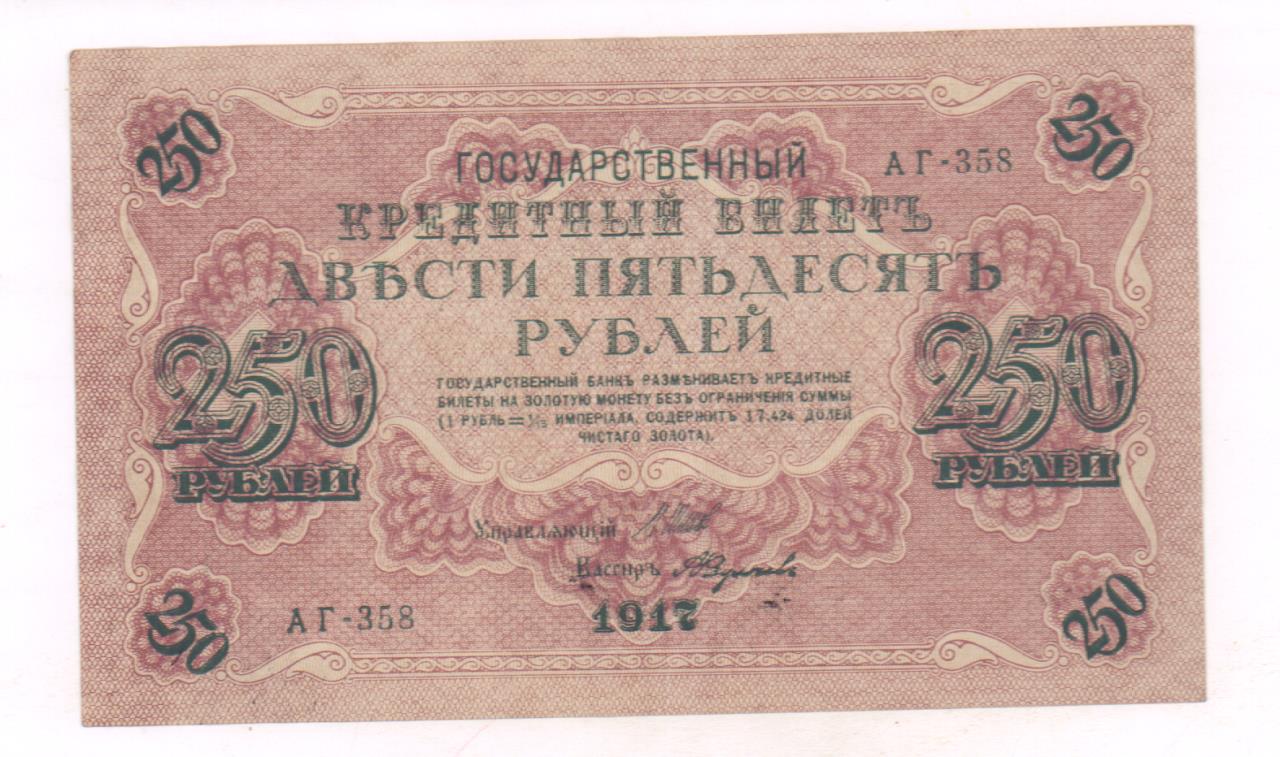 250
250
ГОСУДАРСТВЕННЫЙ АГ-358
КРЕДИТНЫЙ БИЛЕТЪ
ДВѢСТИ ПЯТЬДЕСЯТЪ
РУБЛЕЙ
250
РУБЛЕЙ
250
РУБЛЕЙ
ГОСУДАРСТВЕННЫЙ БАНКЪ РАЗМѢНИВАЕТЪ КРЕДИТНЫЕ
БИЛЕТЫ НА ЗОЛОТУЮ МОНЕТУ БЕЗЪ ОГРАНИЧЕНІЯ СУММЫ
(1 РУБЛЬ = 1/15 ИМПЕРІАЛА, СОДЕРЖИТЪ 17,424 ДОЛЕЙ
ЧИСТАГО ЗОЛОТА).
Управляющій
Кассиръ
АГ-358
1917
250
250